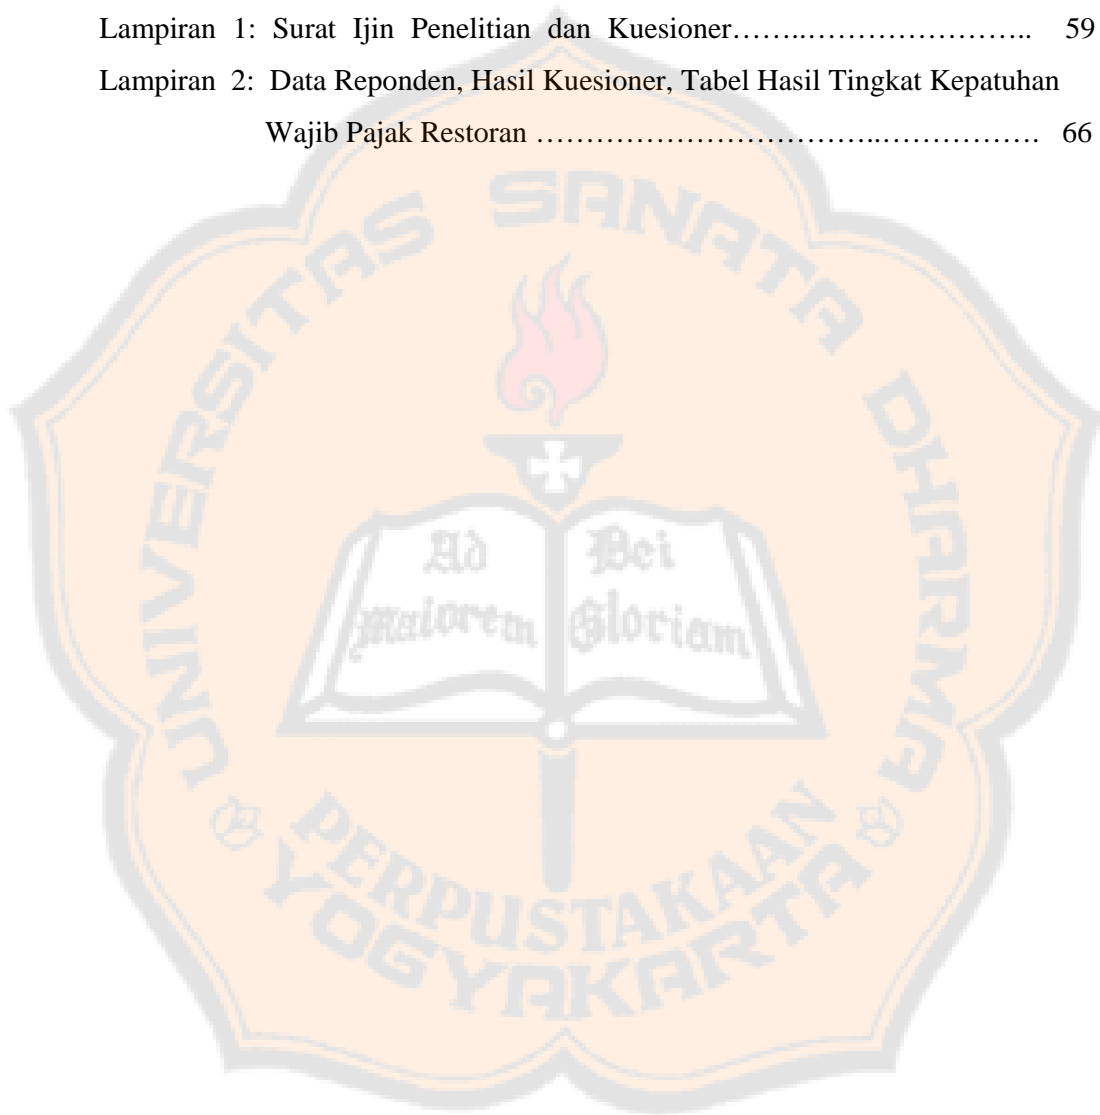 Lampiran 1: Surat Ijin Penelitian dan Kuesioner……..………………….. 59
Lampiran 2: Data Reponden, Hasil Kuesioner, Tabel Hasil Tingkat Kepatuhan
Wajib Pajak Restoran ……………………….……..……………. 66
UNIVERSITAS SANATA DHARMA
Ad Dei
Maiorem Gloriam
PERPUSTAKAAN
YOGYAKARTA